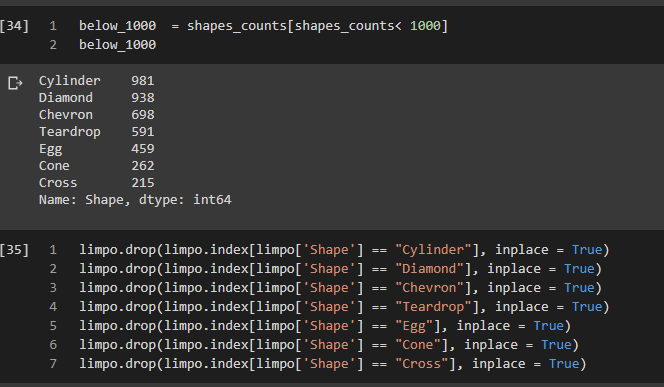 [34] 1 below_1000  = shapes_counts[shapes_counts< 1000]
2 below_1000
Cylinder    981
Diamond     938
Chevron     698
Teardrop    591
Egg         459
Cone        262
Cross       215
Name: Shape, dtype: int64
[35] 1 limpo.drop(limpo.index[limpo['Shape'] == "Cylinder"], inplace = True)
2 limpo.drop(limpo.index[limpo['Shape'] == "Diamond"], inplace = True)
3 limpo.drop(limpo.index[limpo['Shape'] == "Chevron"], inplace = True)
4 limpo.drop(limpo.index[limpo['Shape'] == "Teardrop"], inplace = True)
5 limpo.drop(limpo.index[limpo['Shape'] == "Egg"], inplace = True)
6 limpo.drop(limpo.index[limpo['Shape'] == "Cone"], inplace = True)
7 limpo.drop(limpo.index[limpo['Shape'] == "Cross"], inplace = True)